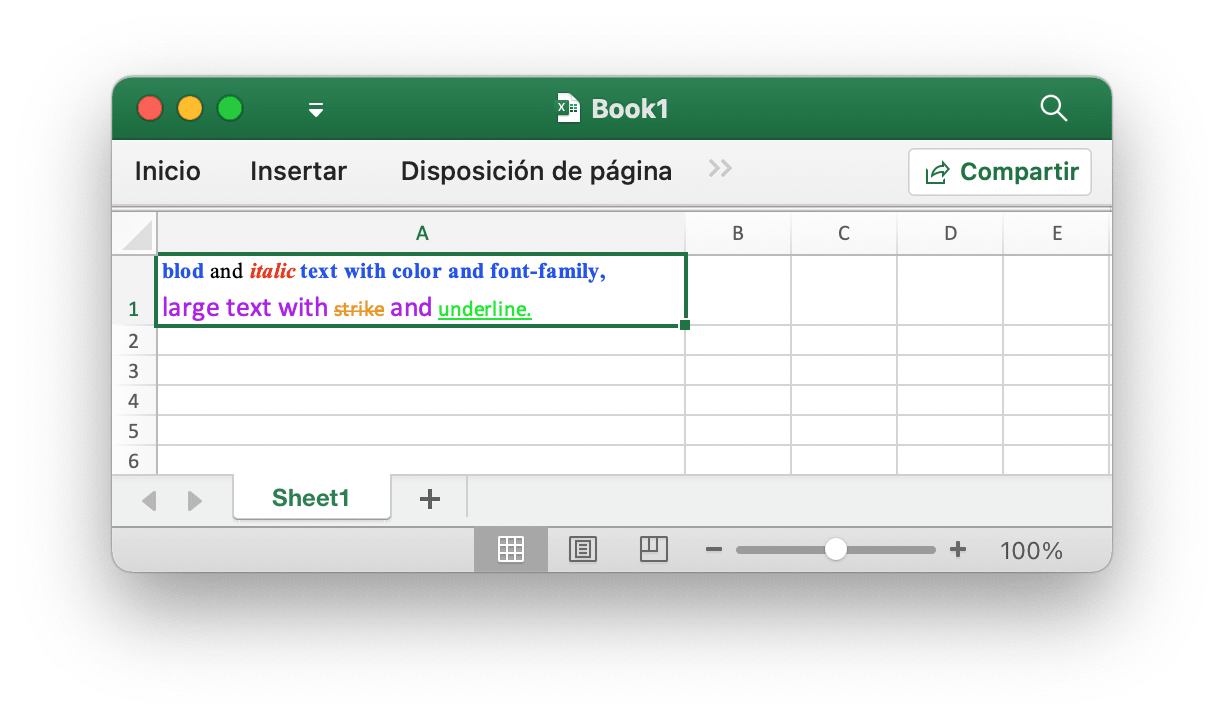 Book1
Inicio Insertar Disposición de página Compartir
A B C D E
1 blod and italic text with color and font-family,
large text with strike and underline.
2
3
4
5
6
Sheet1
100%